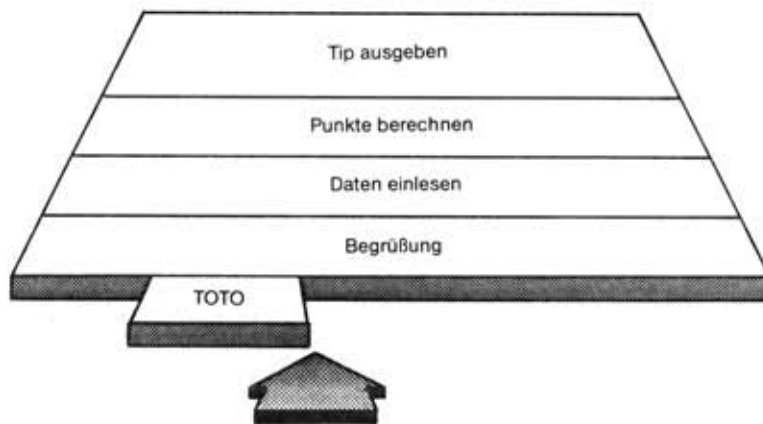 Tip ausgeben
Punkte berechnen
Daten einlesen
Begrüßung
TOTO